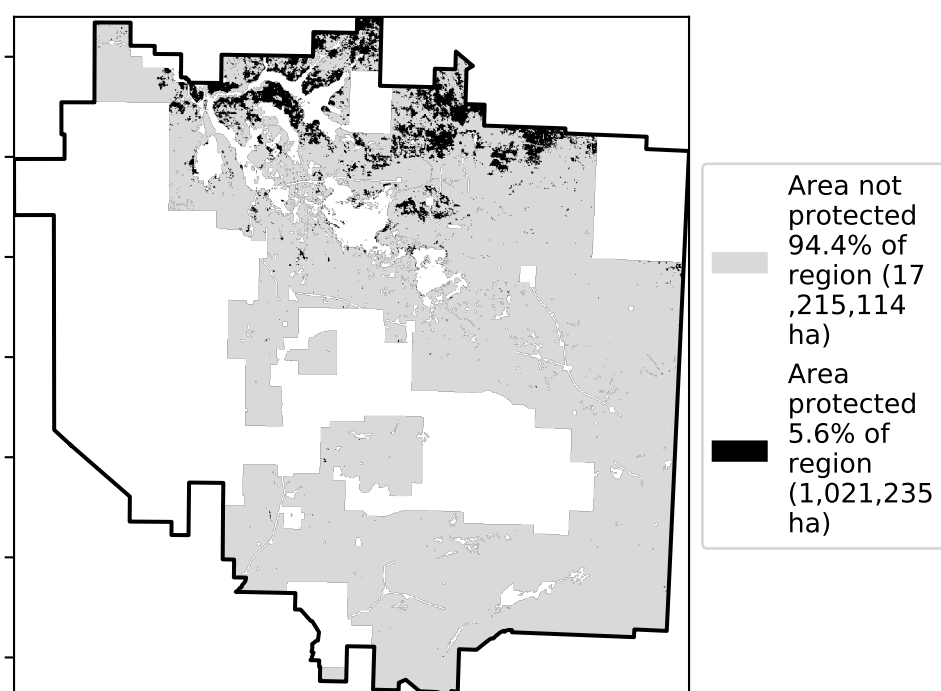 Area not
protected
94.4% of
region (17
,215,114
ha)
Area
protected
5.6% of
region
(1,021,235
ha)